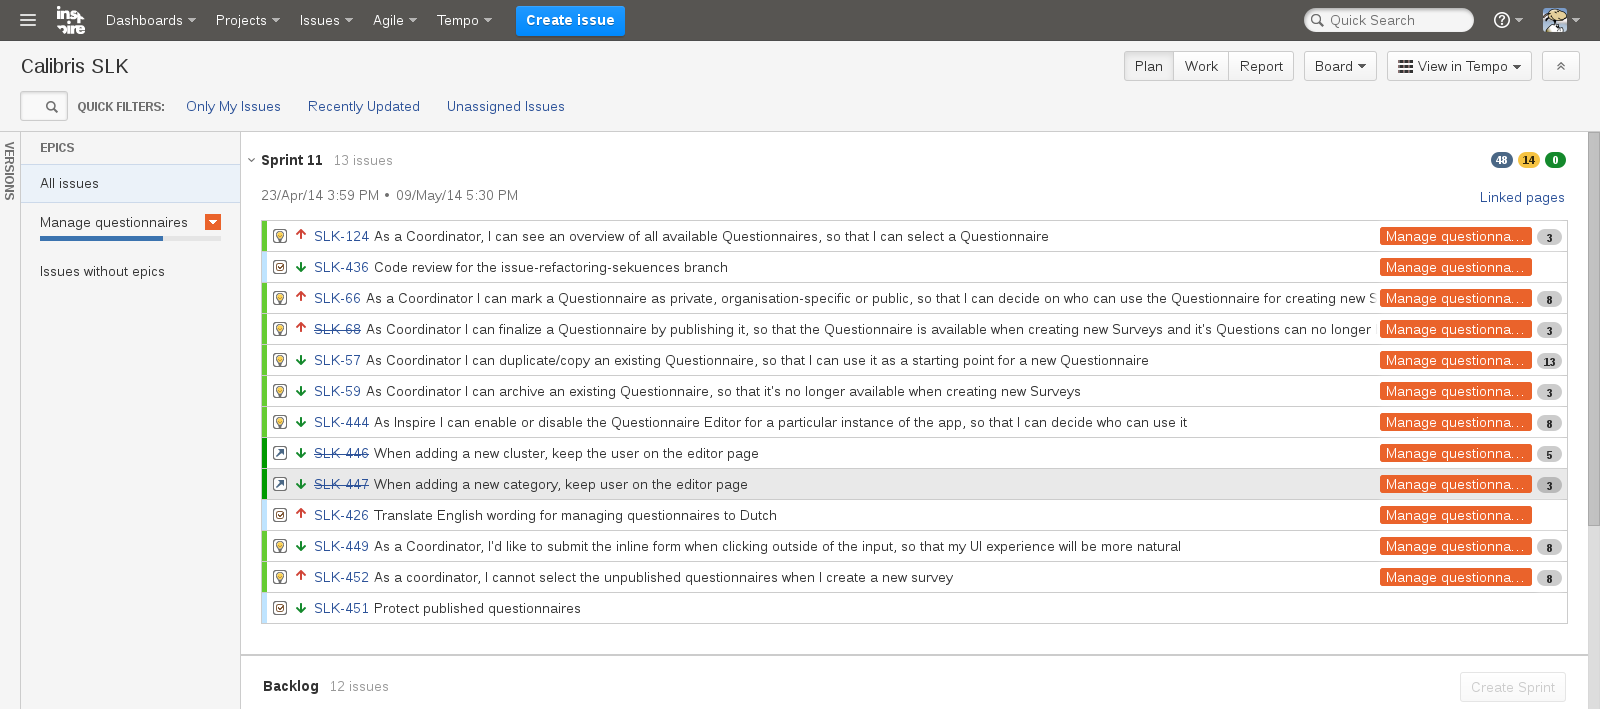 inspire Dashboards Projects Issues Agile Tempo Create issue Quick Search
Calibris SLK Plan Work Report Board View in Tempo
QUICK FILTERS: Only My Issues Recently Updated Unassigned Issues
VERSIONS
EPICS
All issues
Manage questionnaires
Issues without epics
Sprint 11 13 issues 48 14 0
23/Apr/14 3:59 PM • 09/May/14 5:30 PM Linked pages
SLK-124 As a Coordinator, I can see an overview of all available Questionnaires, so that I can select a Questionnaire Manage questionna… 3
SLK-436 Code review for the issue-refactoring-sekuences branch Manage questionna…
SLK-66 As a Coordinator I can mark a Questionnaire as private, organisation-specific or public, so that I can decide on who can use the Questionnaire for creating new S Manage questionna… 8
SLK-68 As Coordinator I can finalize a Questionnaire by publishing it, so that the Questionnaire is available when creating new Surveys and it's Questions can no longer Manage questionna… 3
SLK-57 As Coordinator I can duplicate/copy an existing Questionnaire, so that I can use it as a starting point for a new Questionnaire Manage questionna… 13
SLK-59 As Coordinator I can archive an existing Questionnaire, so that it's no longer available when creating new Surveys Manage questionna… 3
SLK-444 As Inspire I can enable or disable the Questionnaire Editor for a particular instance of the app, so that I can decide who can use it Manage questionna… 8
SLK-446 When adding a new cluster, keep the user on the editor page Manage questionna… 5
SLK-447 When adding a new category, keep user on the editor page Manage questionna… 3
SLK-426 Translate English wording for managing questionnaires to Dutch Manage questionna…
SLK-449 As a Coordinator, I'd like to submit the inline form when clicking outside of the input, so that my UI experience will be more natural Manage questionna… 8
SLK-452 As a coordinator, I cannot select the unpublished questionnaires when I create a new survey Manage questionna… 8
SLK-451 Protect published questionnaires
Backlog 12 issues Create Sprint